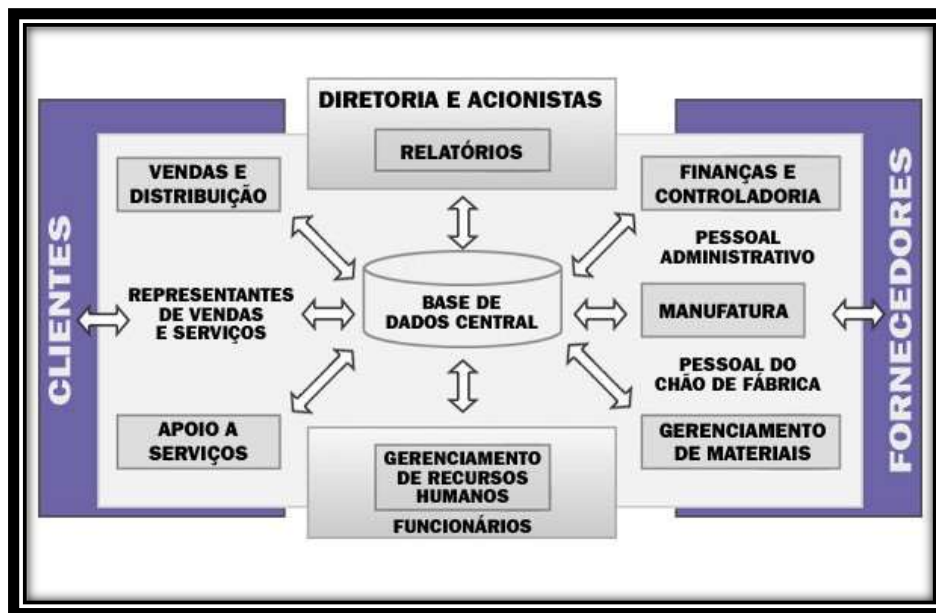 DIRETORIA E ACIONISTAS
RELATÓRIOS
CLIENTES
VENDAS E
DISTRIBUIÇÃO
REPRESENTANTES
DE VENDAS
E SERVIÇOS
APOIO A
SERVIÇOS
BASE DE
DADOS CENTRAL
GERENCIAMENTO
DE RECURSOS
HUMANOS
FUNCIONÁRIOS
FINANÇAS E
CONTROLADORIA
PESSOAL
ADMINISTRATIVO
MANUFATURA
PESSOAL DO
CHÃO DE FÁBRICA
GERENCIAMENTO
DE MATERIAIS
FORNECEDORES